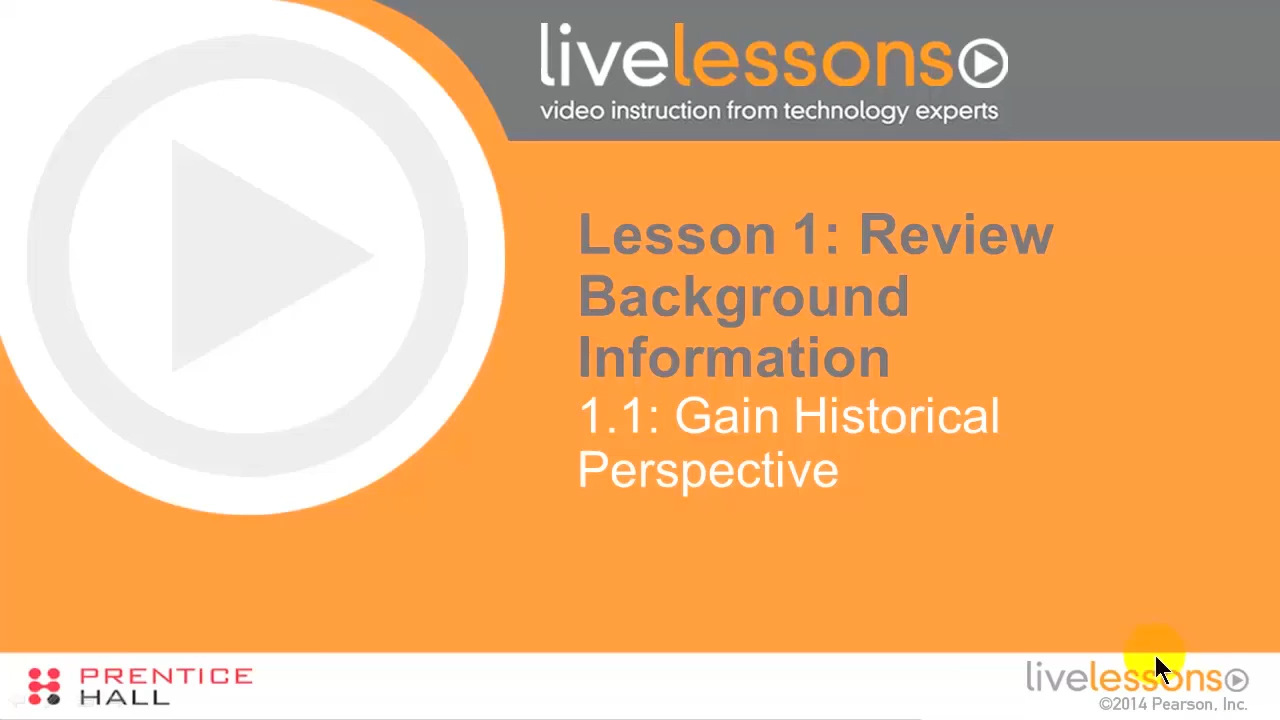 livelessons
video instruction from technology experts
Lesson 1: Review
Background
Information
1.1: Gain Historical
Perspective
PRENTICE
HALL
livelessons
©2014 Pearson, Inc.